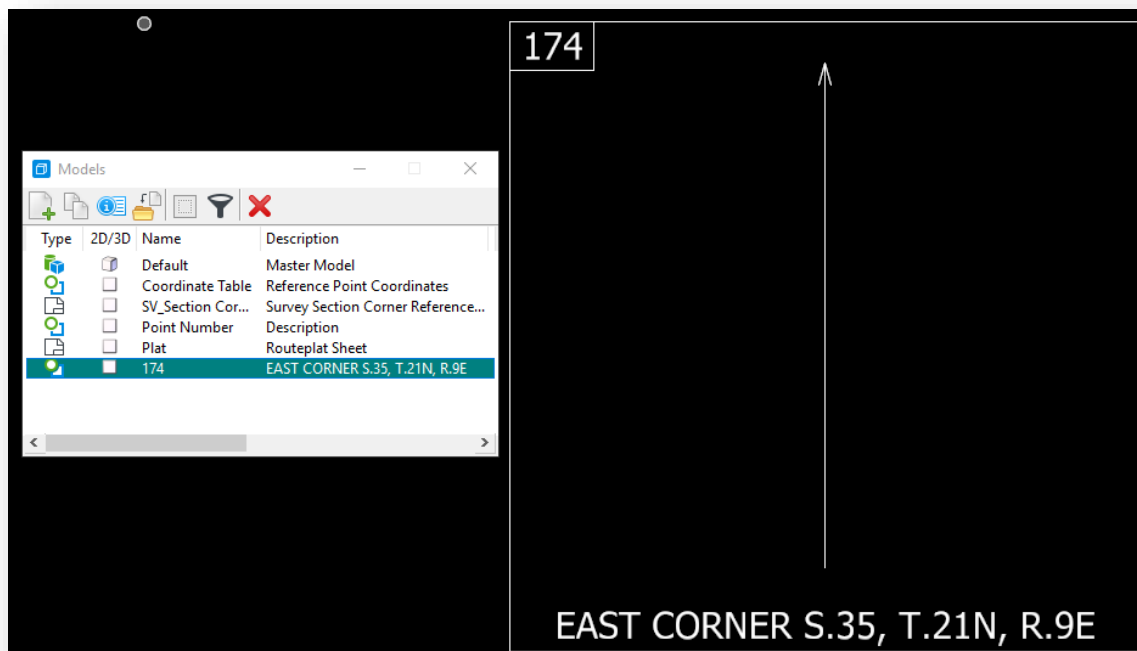 174
Models
Type 2D/3D Name Description
Default Master Model
Coordinate Table Reference Point Coordinates
SV_Section Cor... Survey Section Corner Reference...
Point Number Description
Plat Routeplat Sheet
174 EAST CORNER S.35, T.21N, R.9E
EAST CORNER S.35, T.21N, R.9E